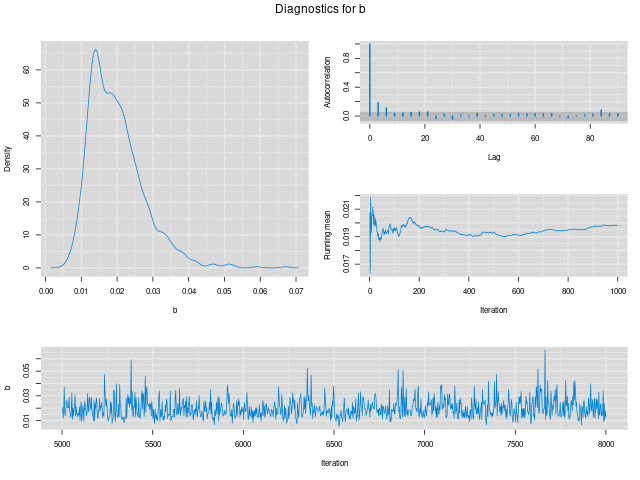 Diagnostics for b
Density
0 10 20 30 40 50 60
0.00 0.01 0.02 0.03 0.04 0.05 0.06 0.07
b
Autocorrelation
0.0 0.4 0.8
0 20 40 60 80
Lag
Running mean
0.017 0.019 0.021
0 200 400 600 800 1000
Iteration
b
0.01 0.03 0.05
5000 5500 6000 6500 7000 7500 8000
Iteration